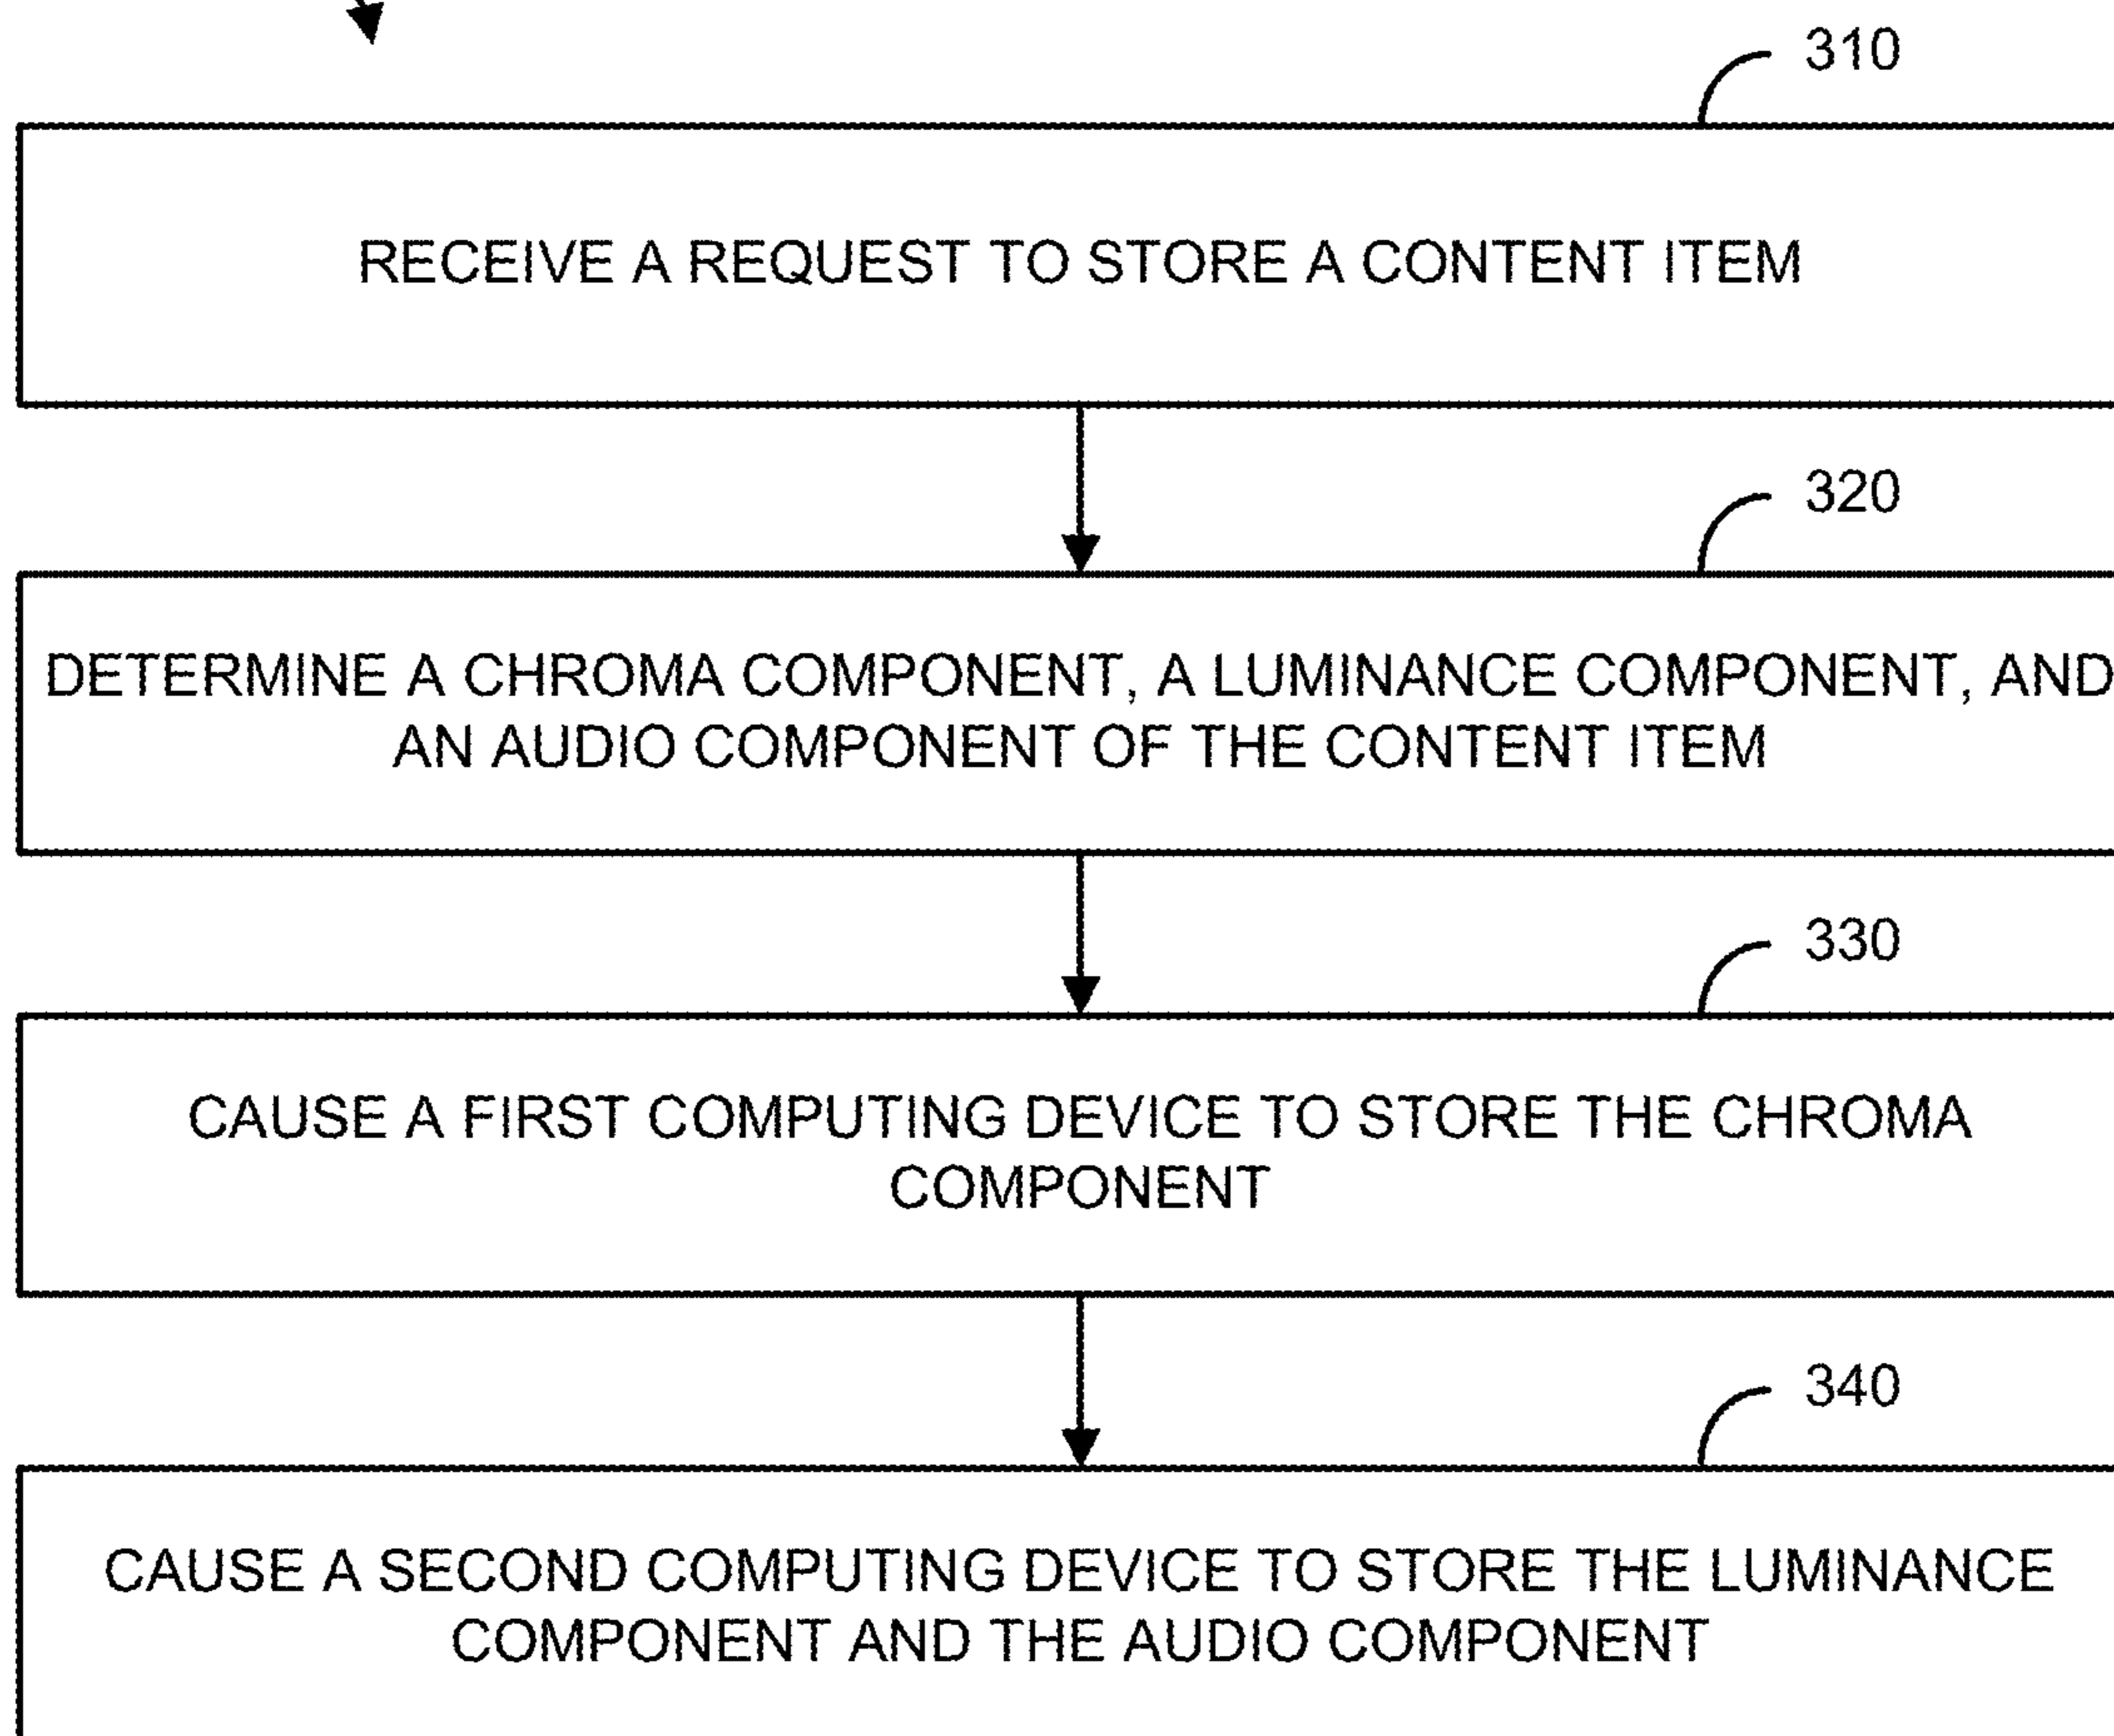 310
RECEIVE A REQUEST TO STORE A CONTENT ITEM
320
DETERMINE A CHROMA COMPONENT, A LUMINANCE COMPONENT, AND
AN AUDIO COMPONENT OF THE CONTENT ITEM
330
CAUSE A FIRST COMPUTING DEVICE TO STORE THE CHROMA
COMPONENT
340
CAUSE A SECOND COMPUTING DEVICE TO STORE THE LUMINANCE
COMPONENT AND THE AUDIO COMPONENT